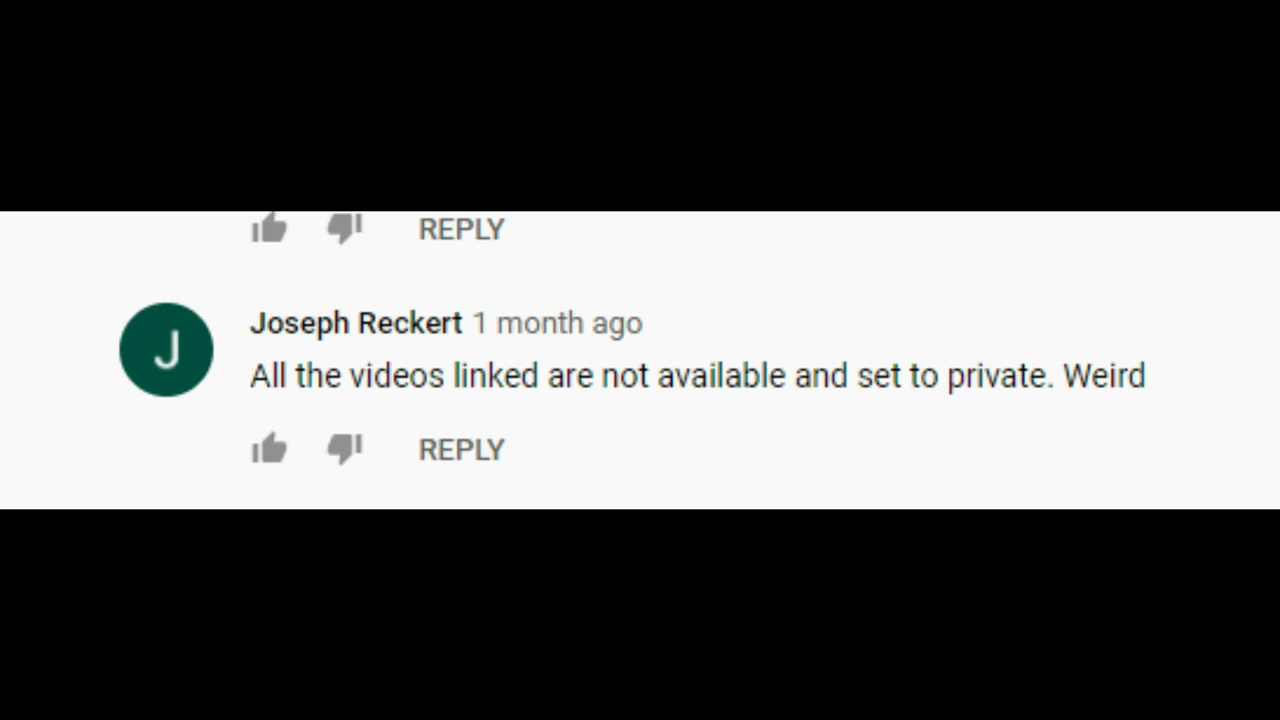 REPLY
J
Joseph Reckert 1 month ago
All the videos linked are not available and set to private. Weird
REPLY